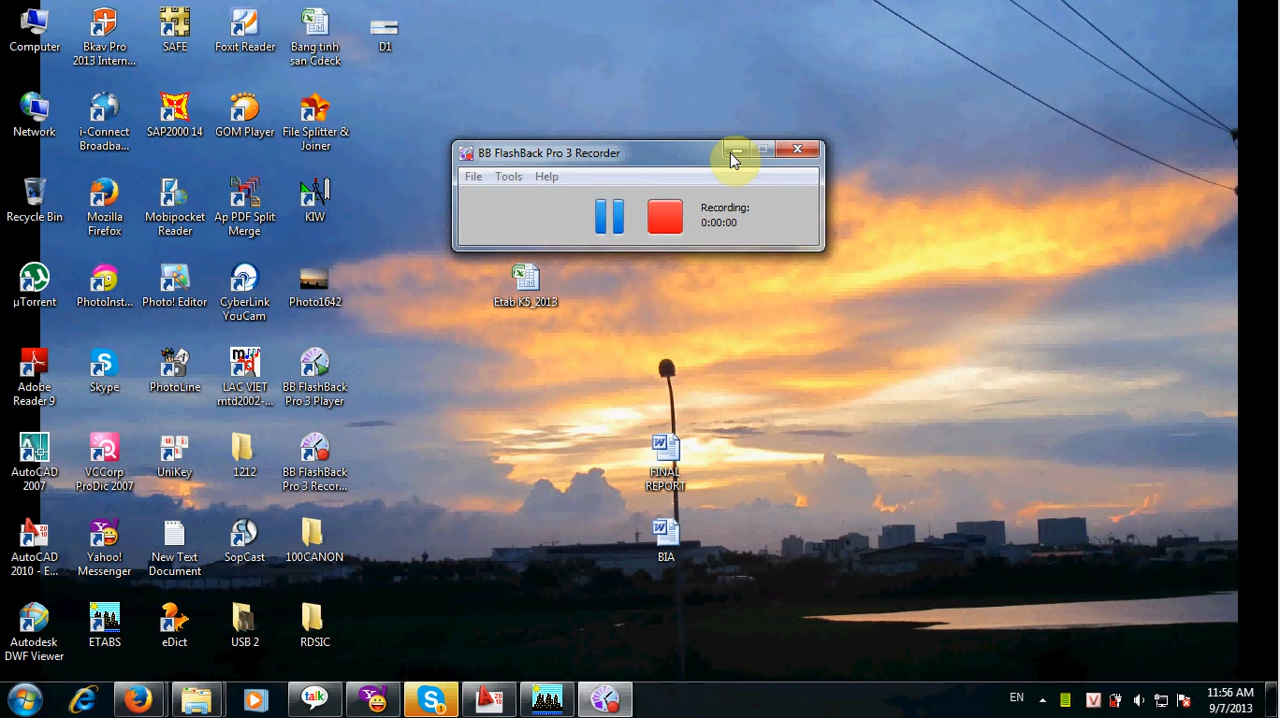 Computer
Bkav Pro
2013 Intern...
SAFE
Foxit Reader
Bang tinh
san Cdeck
D1
Network
i-Connect
Broadba...
SAP2000 14
GOM Player
File Splitter &
Joiner
BB FlashBack Pro 3 Recorder
File Tools Help
Recording:
0:00:00
Recycle Bin
Mozilla
Firefox
Mobipocket
Reader
Ap PDF Split
Merge
KIW
µTorrent
PhotoInst...
Photo! Editor
CyberLink
YouCam
Photo1642
Etab K5_2013
Adobe
Reader 9
Skype
PhotoLine
LAC VIET
mtd2002-...
BB FlashBack
Pro 3 Player
AutoCAD
2007
VCCorp
ProDic 2007
UniKey
1212
BB FlashBack
Pro 3 Recor...
FINAL
REPORT
AutoCAD
2010 - E...
Yahoo!
Messenger
New Text
Document
SopCast
100CANON
BIA
Autodesk
DWF Viewer
ETABS
eDict
USB 2
RDSIC
talk
EN
11:56 AM
9/7/2013